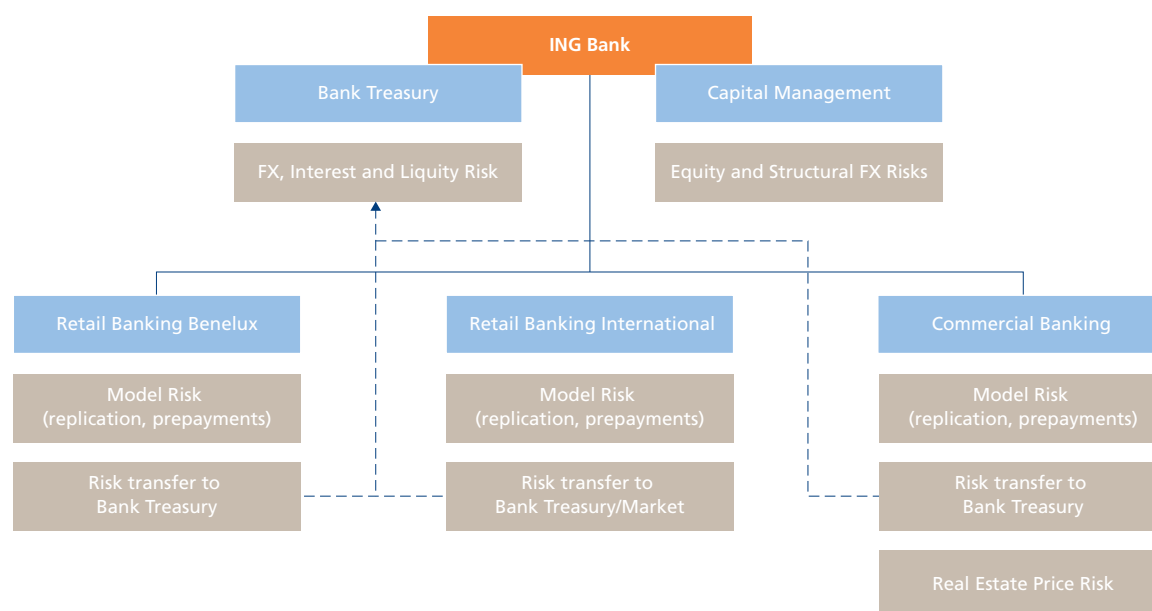 ING Bank
Bank Treasury
Capital Management
FX, Interest and Liquity Risk
Equity and Structural FX Risks
Retail Banking Benelux
Retail Banking International
Commercial Banking
Model Risk
(replication, prepayments)
Model Risk
(replication, prepayments)
Model Risk
(replication, prepayments)
Risk transfer to
Bank Treasury
Risk transfer to
Bank Treasury/Market
Risk transfer to
Bank Treasury
Real Estate Price Risk